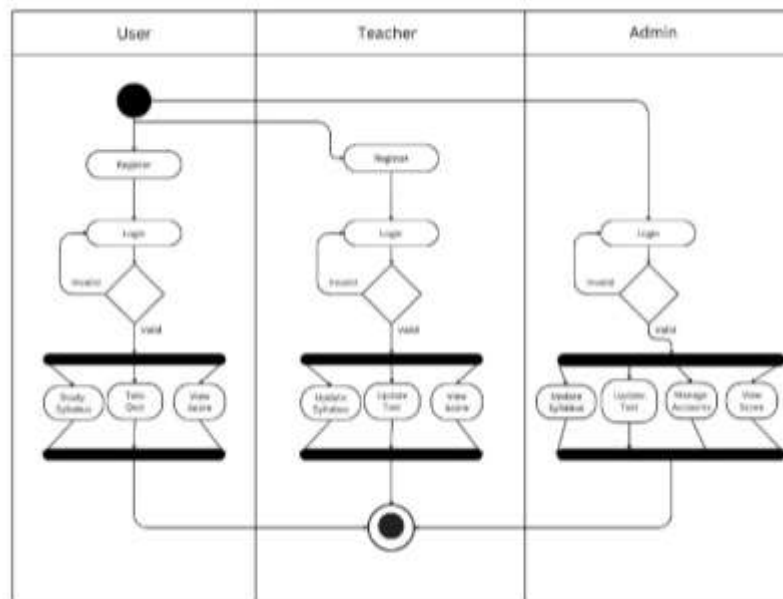 User
Teacher
Admin
Register
Register
Login
Login
Login
Invalid
Invalid
Invalid
Valid
Valid
Valid
Study
Syllabus
Take
View
Score
Update
Syllabus
Update
Test
View
Score
Update
Syllabus
Update
Test
Manage
Accounts
View
Score